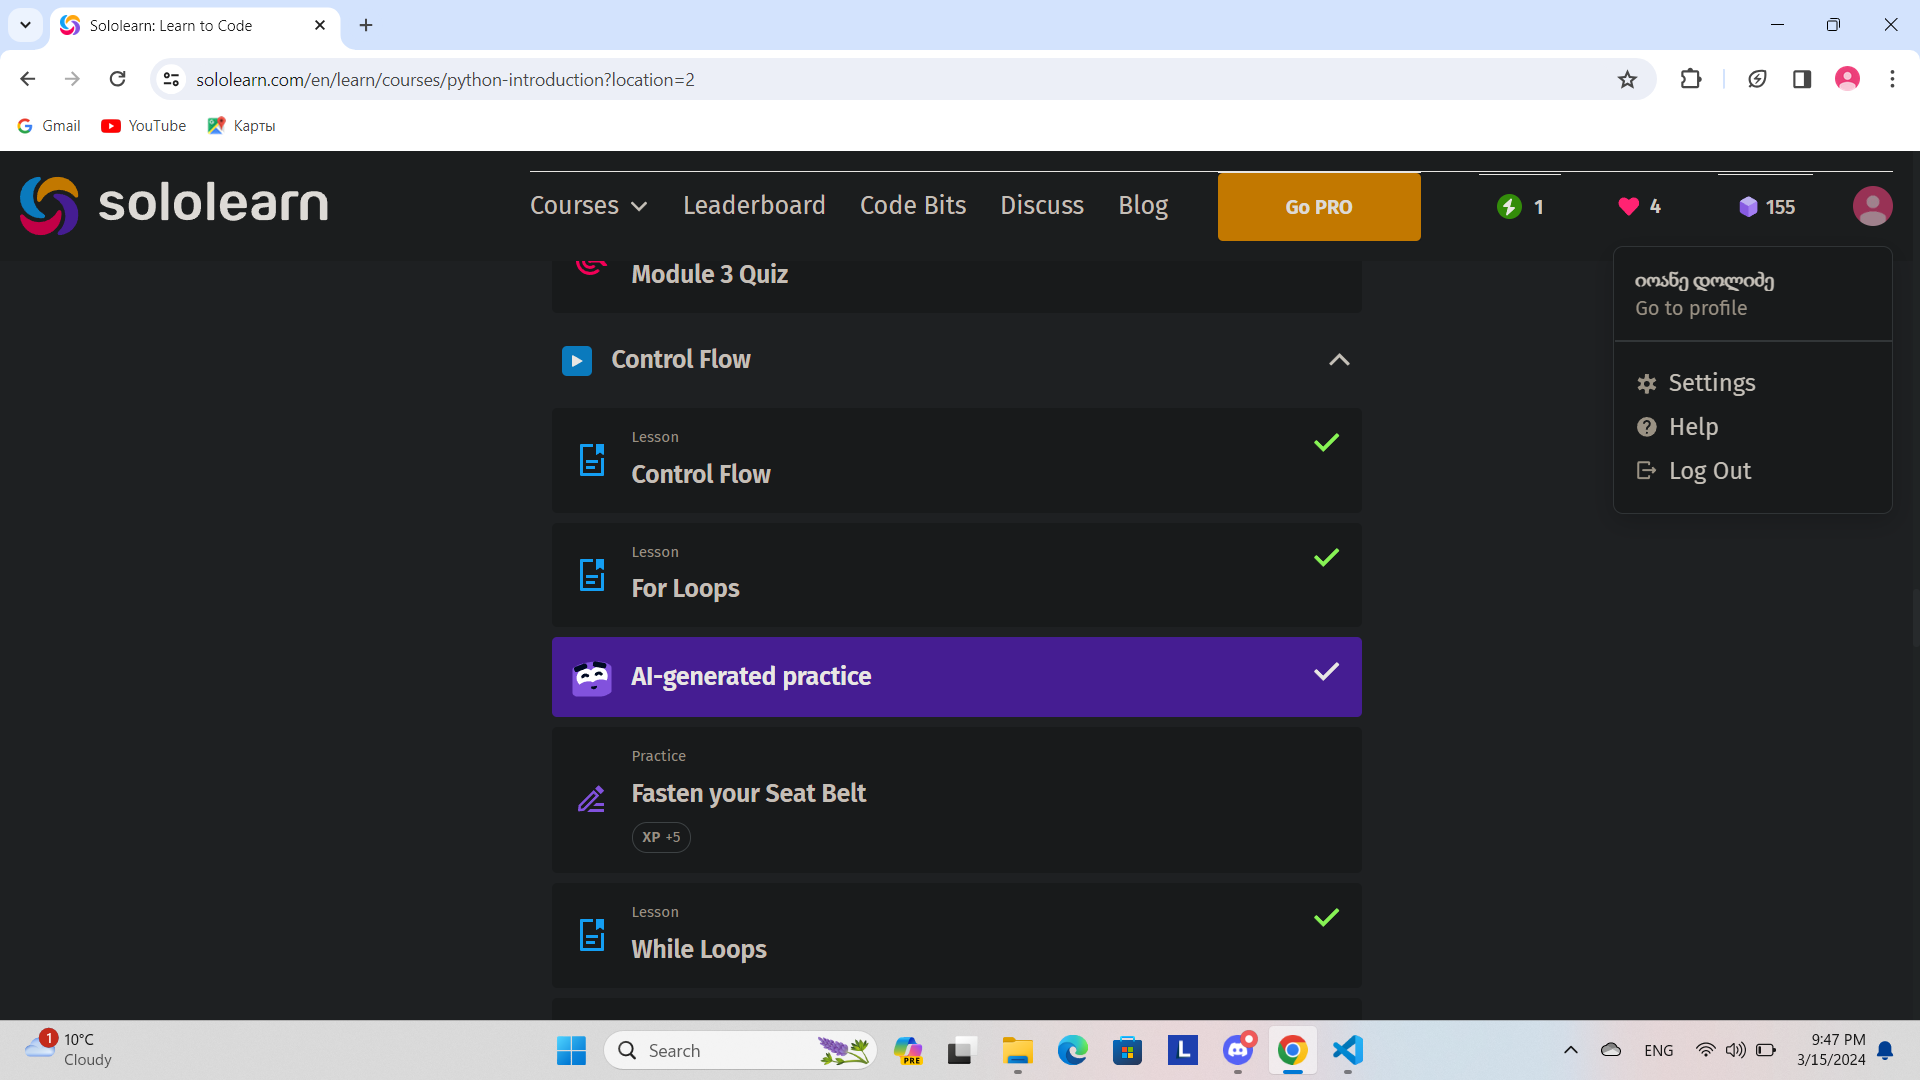 Sololearn: Learn to Code
sololearn.com/en/learn/courses/python-introduction?location=2
Gmail YouTube Карты
sololearn Courses Leaderboard Code Bits Discuss Blog Go PRO 1 4 155
იოანე დოლიძე
Go to profile
Settings
Help
Log Out
Module 3 Quiz
Control Flow
Lesson
Control Flow
Lesson
For Loops
AI-generated practice
Practice
Fasten your Seat Belt
XP +5
Lesson
While Loops
1 10°C
Cloudy
Search
PRE
L
ENG
9:47 PM
3/15/2024